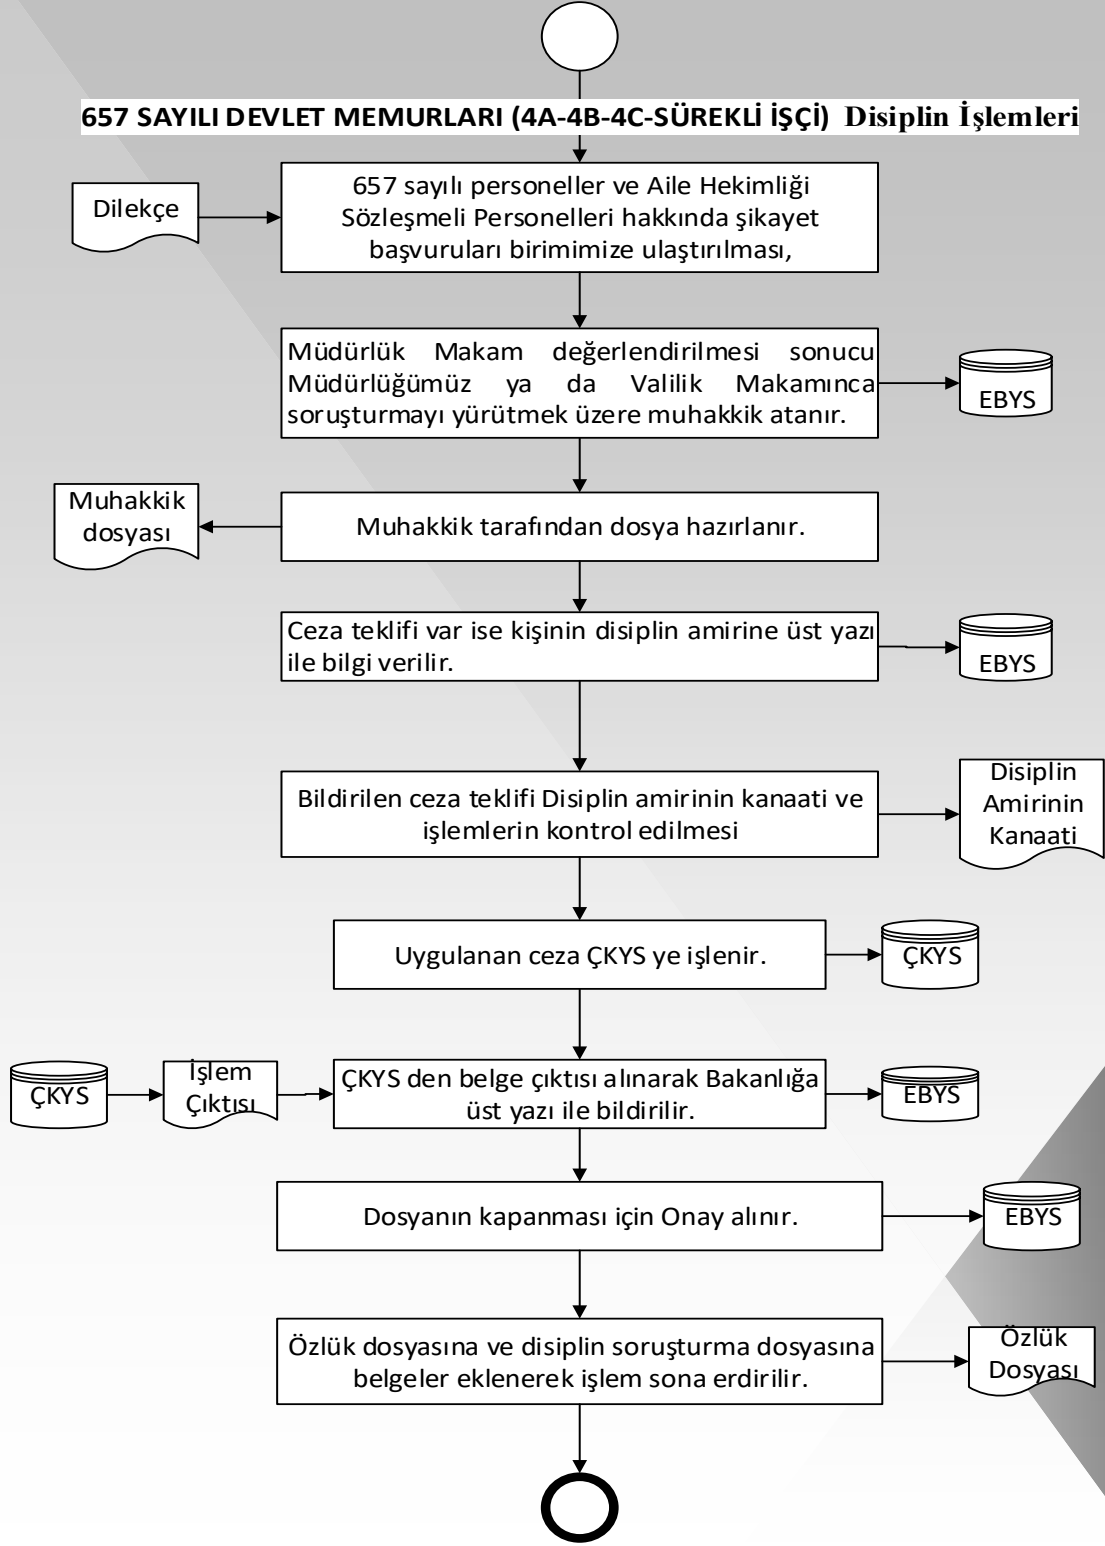 657 SAYILI DEVLET MEMURLARI (4A-4B-4C-SÜREKLİ İŞÇİ) Disiplin İşlemleri
Dilekçe
657 sayılı personeller ve Aile Hekimliği
Sözleşmeli Personelleri hakkında şikayet
başvuruları birimimize ulaştırılması,
Müdürlük Makam değerlendirilmesi sonucu
Müdürlüğümüz ya da Valilik Makamınca
soruşturmayı yürütmek üzere muhakkik atanır.
EBYS
Muhakkik
dosyası
Muhakkik tarafından dosya hazırlanır.
Ceza teklifi var ise kişinin disiplin amirine üst yazı
ile bilgi verilir.
EBYS
Bildirilen ceza teklifi Disiplin amirinin kanaati ve
işlemlerin kontrol edilmesi
Disiplin
Amirinin
Kanaati
Uygulanan ceza ÇKYS ye işlenir.
ÇKYS
ÇKYS
İşlem
Çıktısı
ÇKYS den belge çıktısı alınarak Bakanlığa
üst yazı ile bildirilir.
EBYS
Dosyanın kapanması için Onay alınır.
EBYS
Özlük dosyasına ve disiplin soruşturma dosyasına
belgeler eklenerek işlem sona erdirilir.
Özlük
Dosyası